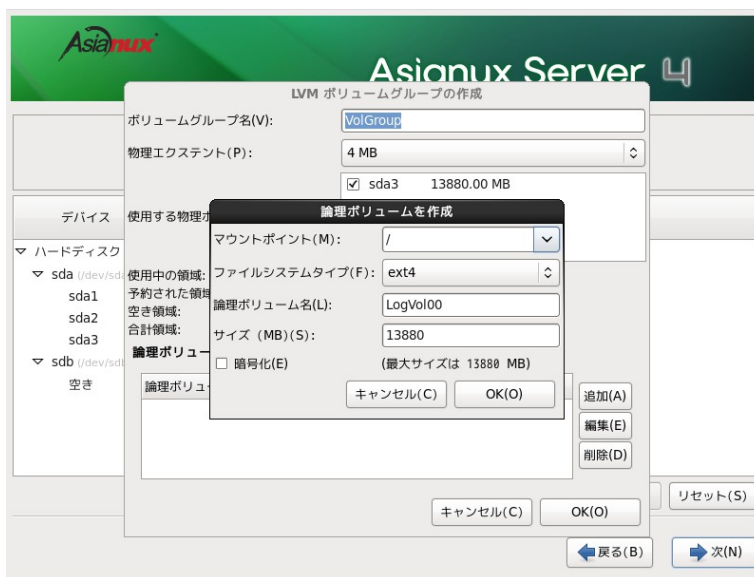 Asianux
Asianux Server 4
LVM ボリュームグループの作成
ボリュームグループ名(V): VolGroup
物理エクステント(P): 4 MB
sda3 13880.00 MB
使用する物理
論理ボリュームを作成
マウントポイント(M): /
ファイルシステムタイプ(F): ext4
論理ボリューム名(L): LogVol00
サイズ (MB)(S): 13880
暗号化(E) (最大サイズは 13880 MB)
キャンセル(C) OK(O)
デバイス
ハードディスク
sda (/dev/sda
sda1
sda2
sda3
sdb (/dev/sdb
空き
使用中の領域:
予約された領域
空き領域:
合計領域:
論理ボリュー
論理ボリュー
追加(A)
編集(E)
削除(D)
リセット(S)
キャンセル(C) OK(O)
戻る(B) 次(N)